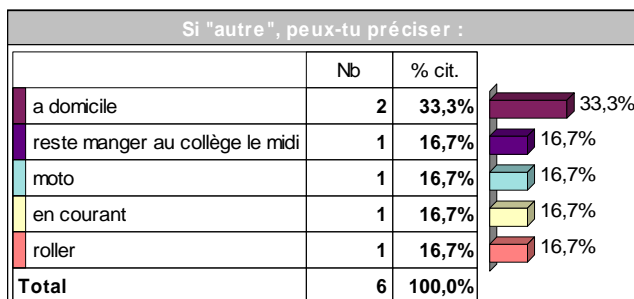 Si "autre", peux-tu préciser :
Nb % cit.
a domicile 2 33,3% 33,3%
reste manger au collège le midi 1 16,7% 16,7%
moto 1 16,7% 16,7%
en courant 1 16,7% 16,7%
roller 1 16,7% 16,7%
Total 6 100,0%